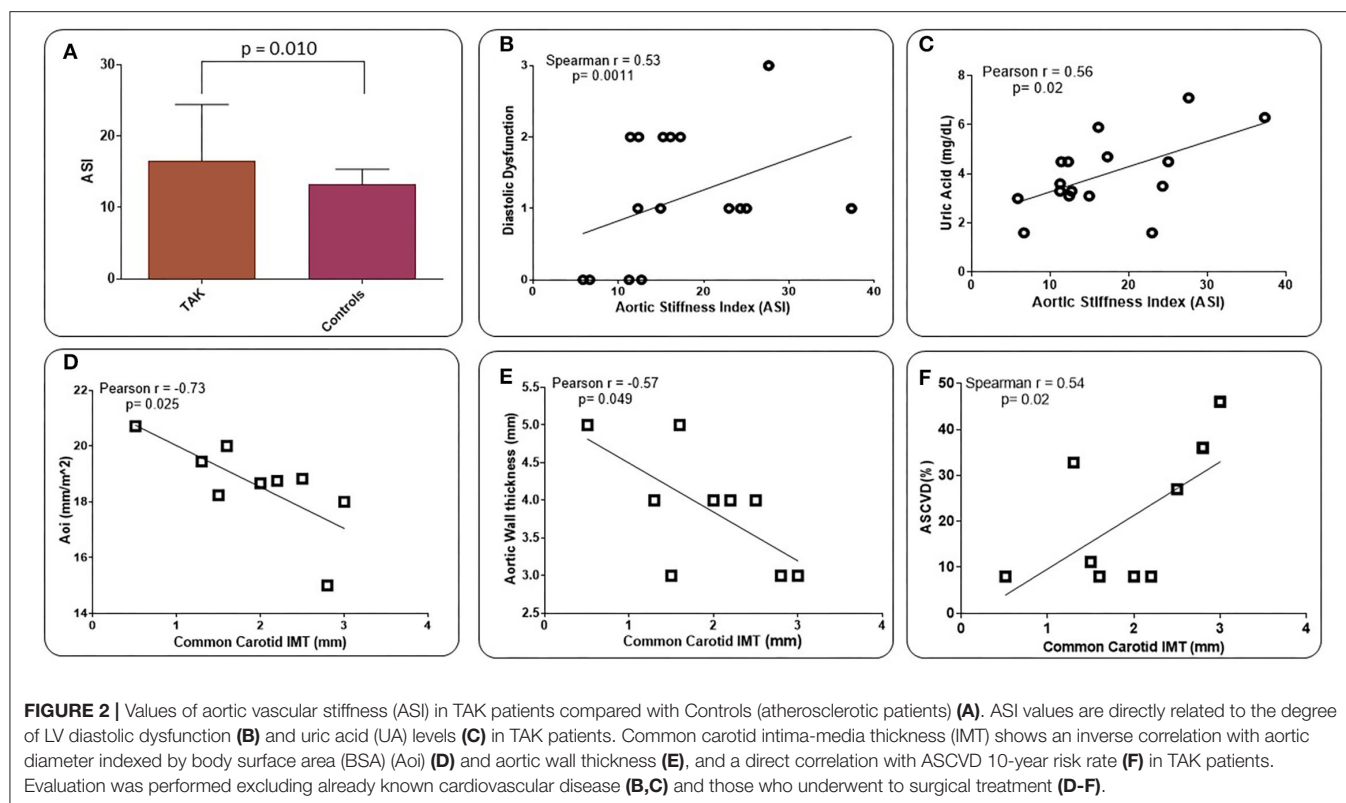 A
p = 0.010
30
20
10
0
ASI
TAK
Controls
B
Spearman r = 0.53
p= 0.0011
3
2
1
0
Diastolic Dysfunction
0 10 20 30 40
Aortic Stiffness Index (ASI)
C
Pearson r = 0.56
p= 0.02
8
6
4
2
0
Uric Acid (mg/dL)
10 20 30 40
Aortic Stiffness Index (ASI)
D
Pearson r = -0.73
p= 0.025
22
20
18
16
14
Aoi (mm/m^2)
0 1 2 3 4
Common Carotid IMT (mm)
E
Pearson r = -0.57
p= 0.049
5.5
5.0
4.5
4.0
3.5
3.0
2.5
Aortic Wall thickness (mm)
0 1 2 3 4
Common Carotid IMT (mm)
F
Spearman r = 0.54
p= 0.02
50
40
30
20
10
0
ASCVD(%)
0 1 2 3 4
Common Carotid IMT (mm)
FIGURE 2 | Values of aortic vascular stiffness (ASI) in TAK patients compared with Controls (atherosclerotic patients) (A). ASI values are directly related to the degree
of LV diastolic dysfunction (B) and uric acid (UA) levels (C) in TAK patients. Common carotid intima-media thickness (IMT) shows an inverse correlation with aortic
diameter indexed by body surface area (BSA) (Aoi) (D) and aortic wall thickness (E), and a direct correlation with ASCVD 10-year risk rate (F) in TAK patients.
Evaluation was performed excluding already known cardiovascular disease (B,C) and those who underwent to surgical treatment (D-F).